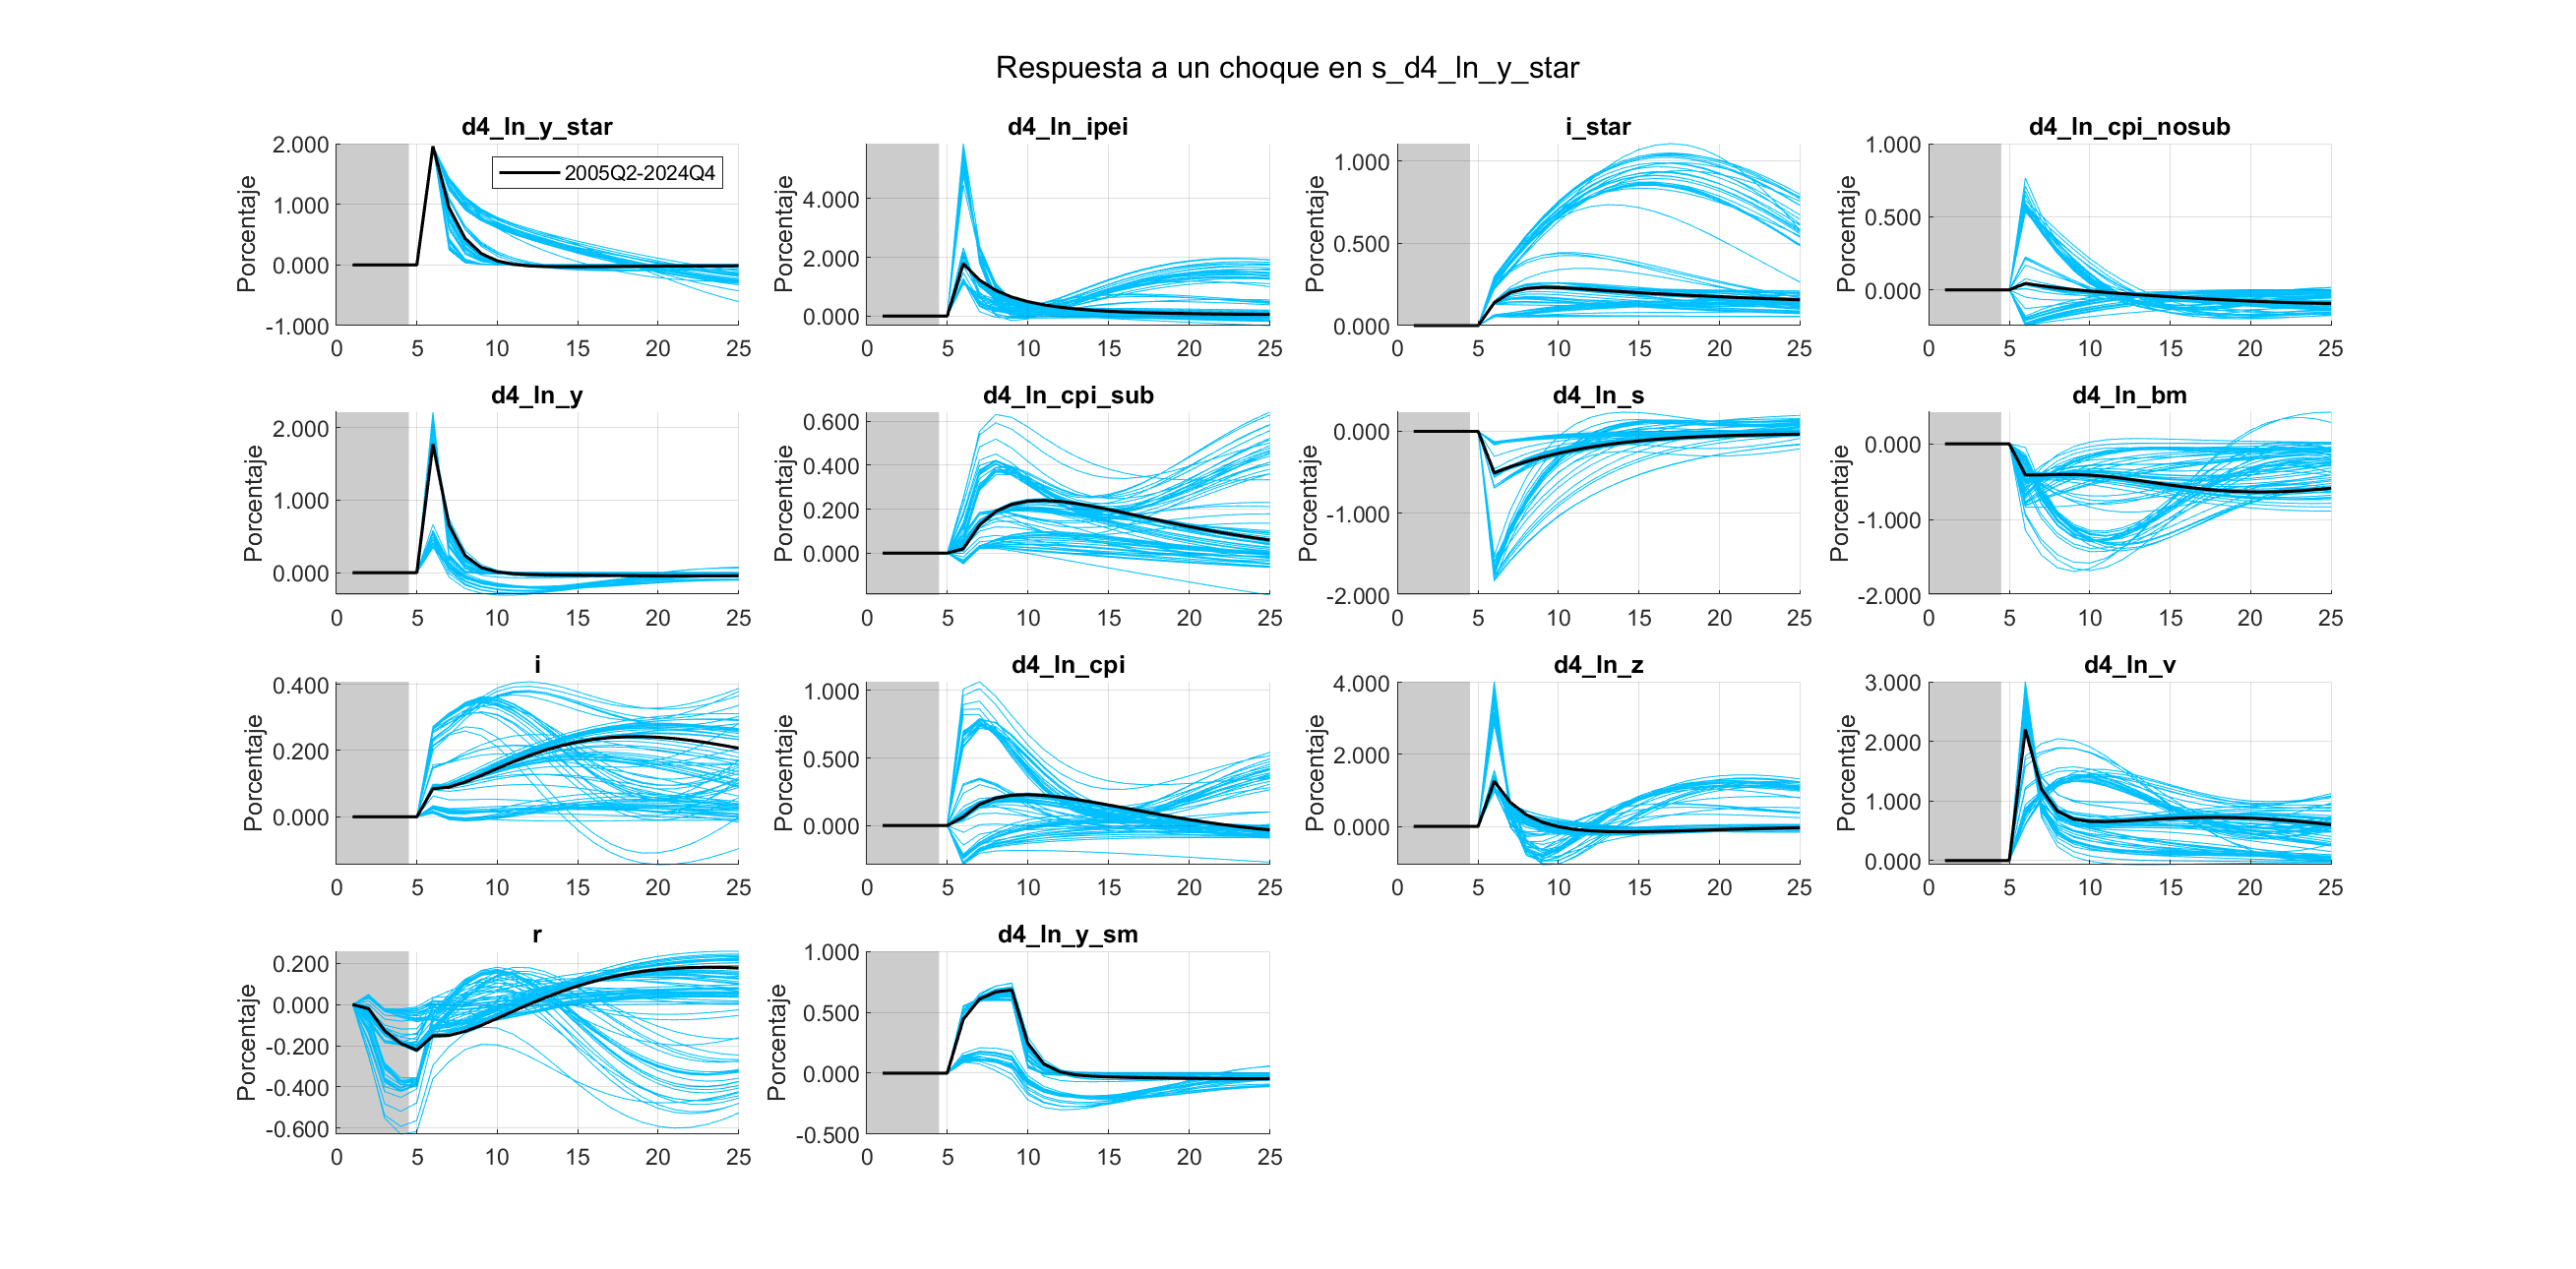 Respuesta a un choque en s_d4_ln_y_star
d4_ln_y_star
Porcentaje
2.000
1.000
0.000
-1.000
0 5 10 15 20 25
2005Q2-2024Q4
d4_ln_ipei
Porcentaje
4.000
2.000
0.000
0 5 10 15 20 25
i_star
Porcentaje
1.000
0.500
0.000
0 5 10 15 20 25
d4_ln_cpi_nosub
Porcentaje
1.000
0.500
0.000
0 5 10 15 20 25
d4_ln_y
Porcentaje
2.000
1.000
0.000
0 5 10 15 20 25
d4_ln_cpi_sub
Porcentaje
0.600
0.400
0.200
0.000
0 5 10 15 20 25
d4_ln_s
Porcentaje
0.000
-1.000
-2.000
0 5 10 15 20 25
d4_ln_bm
Porcentaje
0.000
-1.000
-2.000
0 5 10 15 20 25
i
Porcentaje
0.400
0.200
0.000
0 5 10 15 20 25
d4_ln_cpi
Porcentaje
1.000
0.500
0.000
0 5 10 15 20 25
d4_ln_z
Porcentaje
4.000
2.000
0.000
0 5 10 15 20 25
d4_ln_v
Porcentaje
3.000
2.000
1.000
0.000
0 5 10 15 20 25
r
Porcentaje
0.200
0.000
-0.200
-0.400
-0.600
0 5 10 15 20 25
d4_ln_y_sm
Porcentaje
1.000
0.500
0.000
-0.500
0 5 10 15 20 25